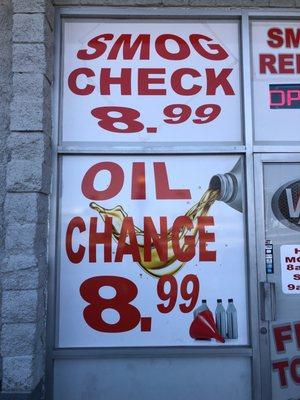 SMOG
CHECK
8.99
OIL
CHANGE
8.99
SM
RE
OP